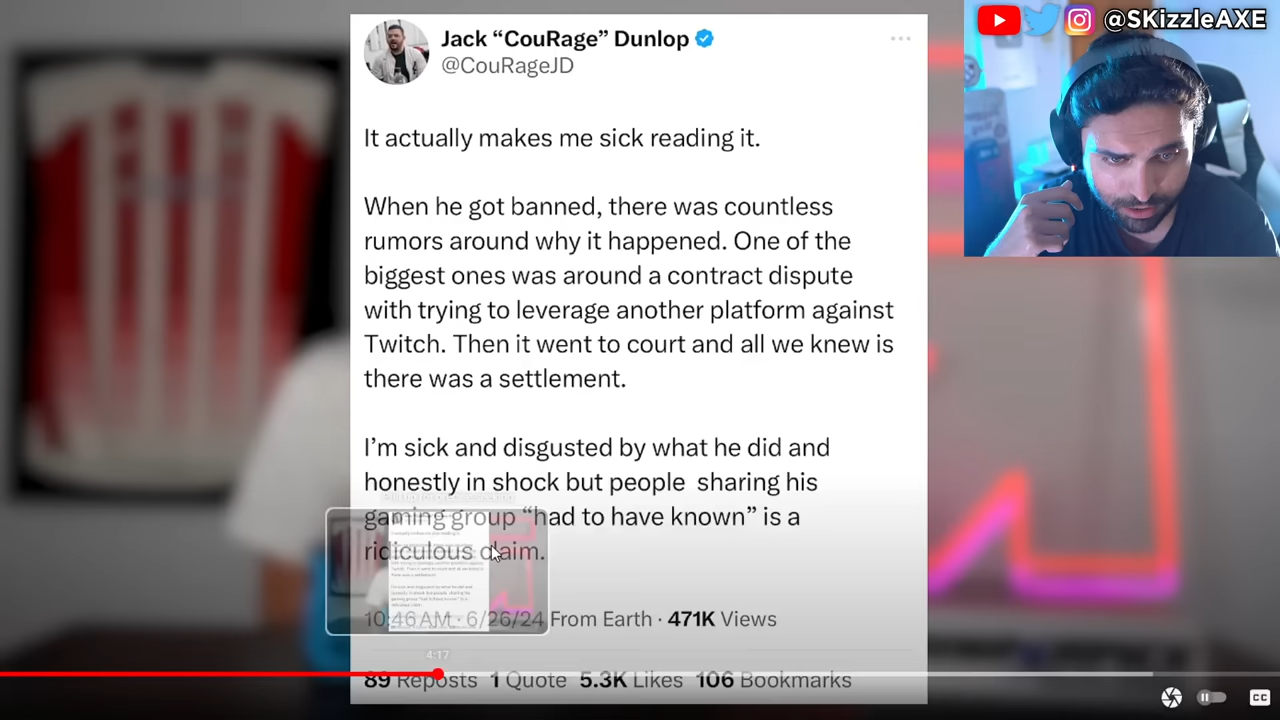 @SKizzleAXE
Jack “CouRage” Dunlop
@CouRageJD
It actually makes me sick reading it.
When he got banned, there was countless
rumors around why it happened. One of the
biggest ones was around a contract dispute
with trying to leverage another platform against
Twitch. Then it went to court and all we knew is
there was a settlement.
I’m sick and disgusted by what he did and
honestly in shock but people sharing his
gaming group “had to have known” is a
ridiculous claim.
10:46 AM · 6/26/24 From Earth · 471K Views
4:17
89 Reposts 1 Quote 5.3K Likes 106 Bookmarks
CC